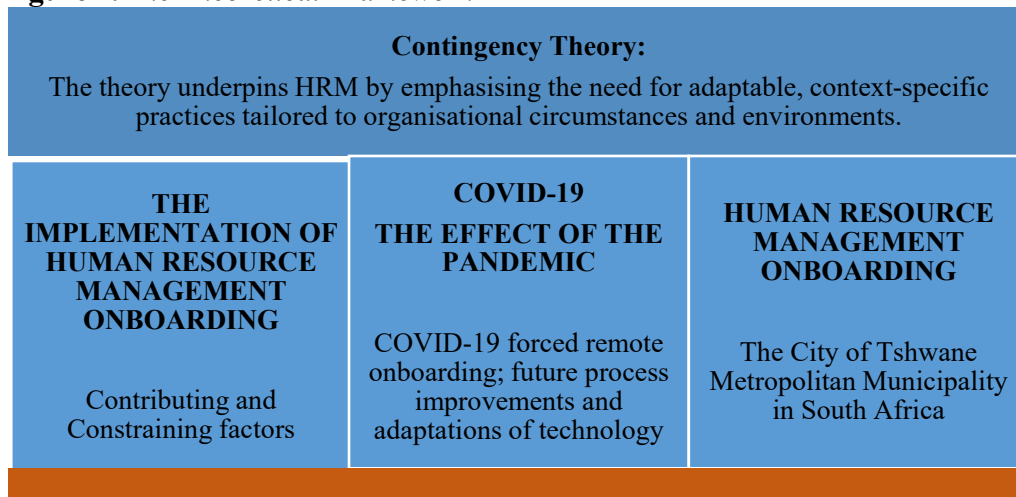 Contingency Theory:
The theory underpins HRM by emphasising the need for adaptable, context-specific
practices tailored to organisational circumstances and environments.
THE
IMPLEMENTATION OF
HUMAN RESOURCE
MANAGEMENT
ONBOARDING
Contributing and
Constraining factors
COVID-19
THE EFFECT OF THE
PANDEMIC
COVID-19 forced remote
onboarding; future process
improvements and
adaptations of technology
HUMAN RESOURCE
MANAGEMENT
ONBOARDING
The City of Tshwane
Metropolitan Municipality
in South Africa